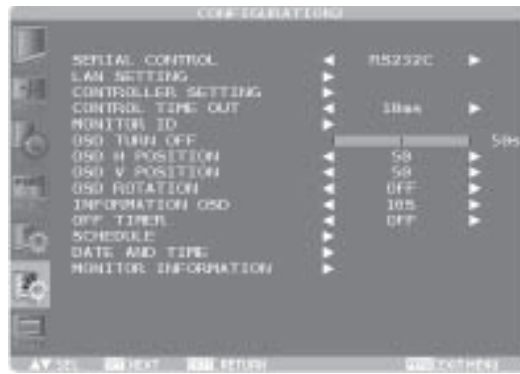 CONFIGURATION2
SERIAL CONTROL RS232C
LAN SETTING
CONTROLLER SETTING
CONTROL TIME OUT
MONITOR ID
OSD TURN OFF 50s
OSD H POSITION 50
OSD V POSITION 50
OSD ROTATION OFF
INFORMATION OSD 10S
OFF TIMER OFF
SCHEDULE
DATE AND TIME
MONITOR INFORMATION
SEL NEXT RETURN EXIT MENU